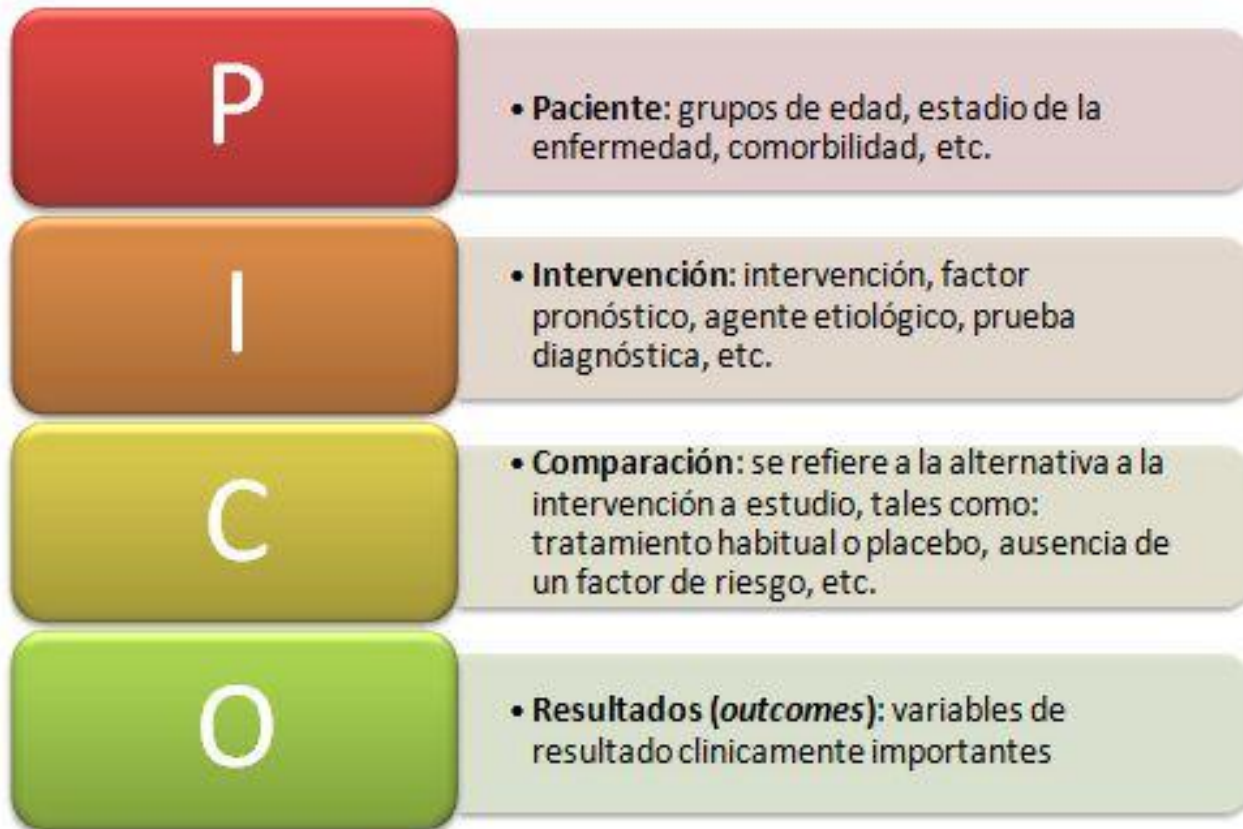 P
• Paciente: grupos de edad, estadio de la
enfermedad, comorbilidad, etc.
I
• Intervención: intervención, factor
pronóstico, agente etiológico, prueba
diagnóstica, etc.
C
• Comparación: se refiere a la alternativa a la
intervención a estudio, tales como:
tratamiento habitual o placebo, ausencia de
un factor de riesgo, etc.
O
• Resultados (outcomes): variables de
resultado clinicamente importantes